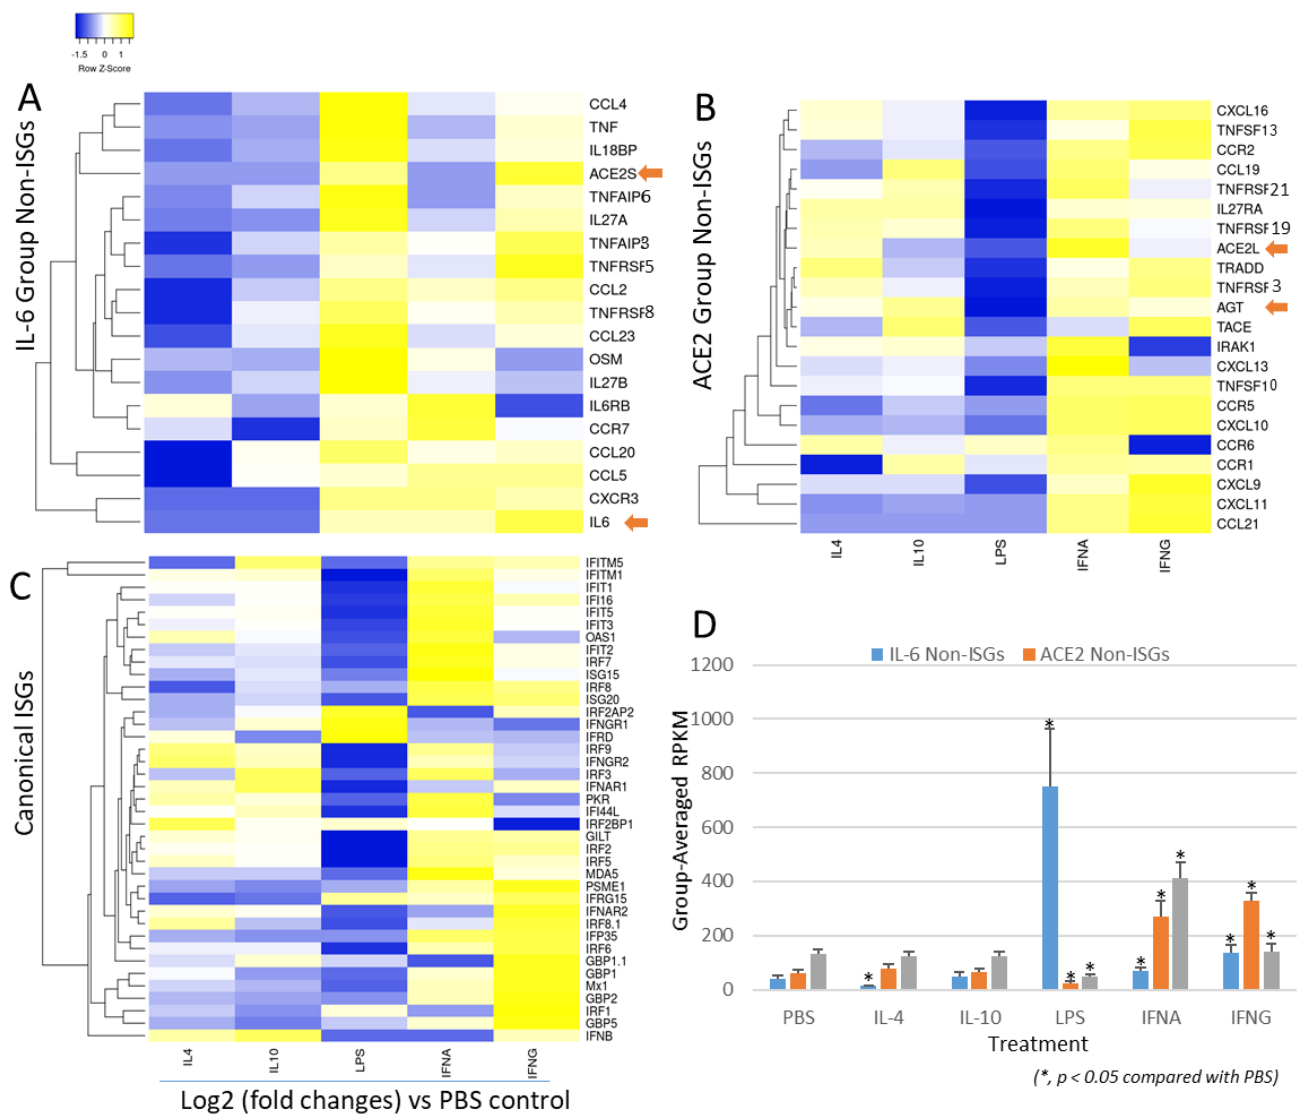 -1.5 0 1
Row Z-Score
A
IL-6 Group Non-ISGs
CCL4
TNF
IL18BP
ACE2S
TNFAIP6
IL27A
TNFAIP3
TNFRSF5
CCL2
TNFRSF8
CCL23
OSM
IL27B
IL6RB
CCR7
CCL20
CCL5
CXCR3
IL6
B
ACE2 Group Non-ISGs
CXCL16
TNFSF13
CCR2
CCL19
TNFRSF21
IL27RA
TNFRSF19
ACE2L
TRADD
TNFRSF3
AGT
TACE
IRAK1
CXCL13
TNFSF10
CCR5
CXCL10
CCR6
CCR1
CXCL9
CXCL11
CCL21
IL4 IL10 LPS IFNA IFNG
C
Canonical ISGs
IFITM5
IFITM1
IFIT1
IFI16
IFIT5
IFIT3
OAS1
IFIT2
IRF7
ISG15
IRF8
ISG20
IRF2AP2
IFNGR1
IFRD
IRF9
IFNGR2
IRF3
IFNAR1
PKR
IFI44L
IRF2BP1
GILT
IRF2
IRF5
MDA5
PSME1
IFRG15
IFNAR2
IRF8.1
IFP35
IRF6
GBP1.1
GBP1
Mx1
GBP2
IRF1
GBP5
IFNB
IL4 IL10 LPS IFNA IFNG
Log2 (fold changes) vs PBS control
D
IL-6 Non-ISGs ACE2 Non-ISGs
Group-Averaged RPKM
1200
1000
800
600
400
200
0
* * * * * * * * * *
PBS IL-4 IL-10 LPS IFNA IFNG
Treatment
(*, p < 0.05 compared with PBS)